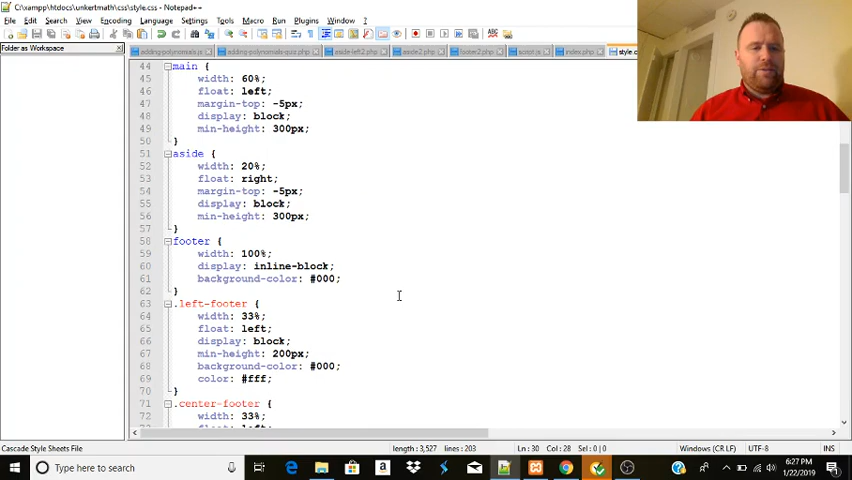 C:\xampp\htdocs\unkertmath\css\style.css - Notepad++
File Edit Search View Encoding Language Settings Tools Macro Run Plugins Window ?
Folder as Workspace
adding-polynomials.js adding-polynomials-quiz.php aside-left2.php aside2.php footer2.php script.js index.php style.c
44 main {
45 width: 60%;
46 float: left;
47 margin-top: -5px;
48 display: block;
49 min-height: 300px;
50 }
51 aside {
52 width: 20%;
53 float: right;
54 margin-top: -5px;
55 display: block;
56 min-height: 300px;
57 }
58 footer {
59 width: 100%;
60 display: inline-block;
61 background-color: #000;
62 }
63 .left-footer {
64 width: 33%;
65 float: left;
66 display: block;
67 min-height: 200px;
68 background-color: #000;
69 color: #fff;
70 }
71 .center-footer {
72 width: 33%;
Cascade Style Sheets File length : 3,527 lines : 203 Ln : 30 Col : 28 Sel : 0 | 0 Windows (CR LF) UTF-8 INS
Type here to search
6:27 PM
1/22/2019